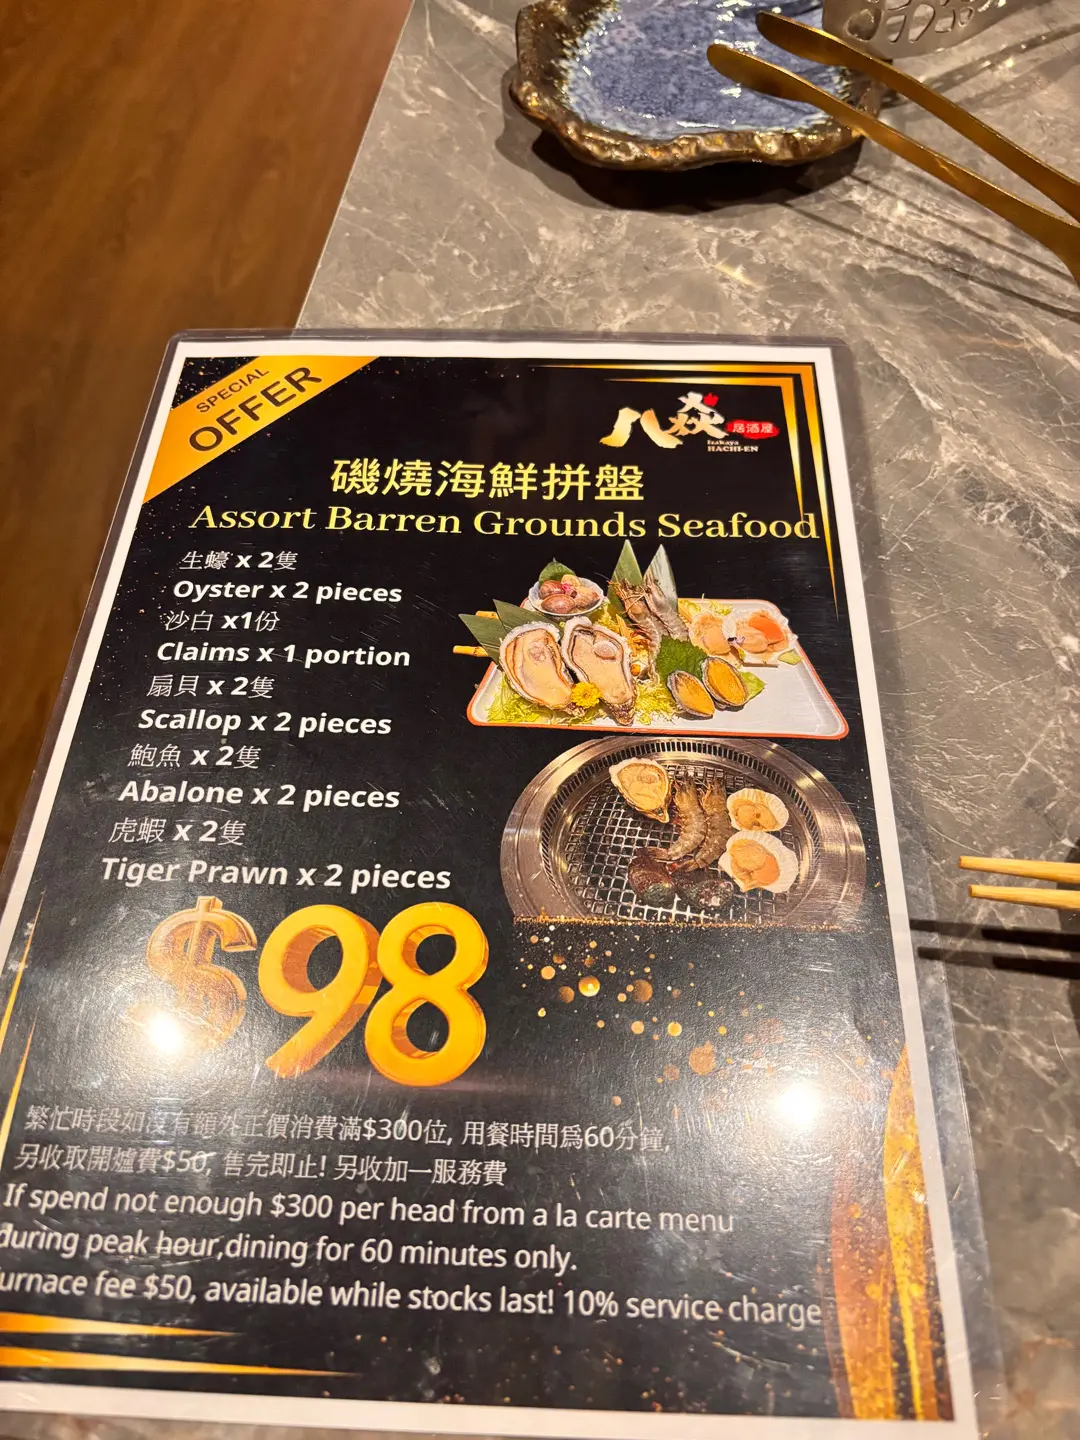 SPECIAL
OFFER
八焱 居酒屋
Izakaya
HACHI-EN
磯燒海鮮拼盤
Assort Barren Grounds Seafood
生蠔 x 2隻
Oyster x 2 pieces
沙白 x1份
Claims x 1 portion
扇貝 x 2隻
Scallop x 2 pieces
鮑魚 x 2隻
Abalone x 2 pieces
虎蝦 x 2隻
Tiger Prawn x 2 pieces
$98
繁忙時段如沒有額外正價消費滿$300位, 用餐時間爲60分鐘,
另收取開爐費$50, 售完即止! 另收加一服務費
If spend not enough $300 per head from a la carte menu
during peak hour,dining for 60 minutes only.
urnace fee $50, available while stocks last! 10% service charge